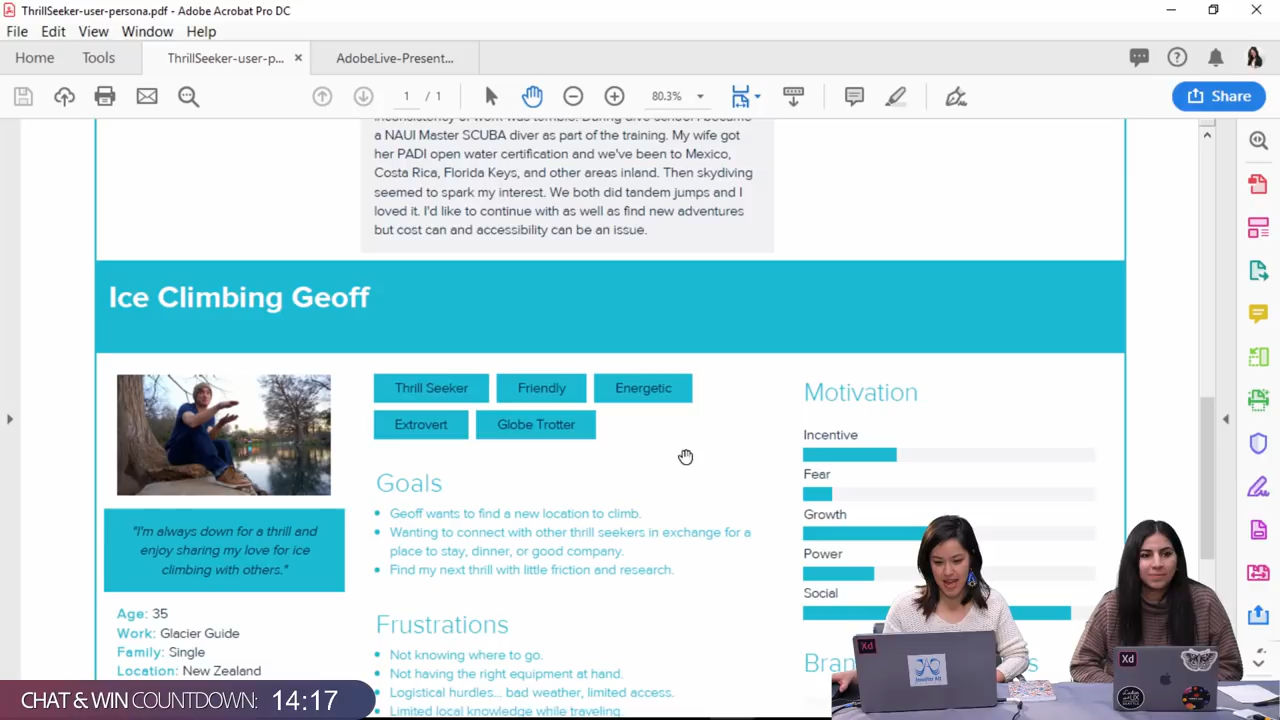 ThrillSeeker-user-persona.pdf - Adobe Acrobat Pro DC
File Edit View Window Help
Home Tools ThrillSeeker-user-p... × AdobeLive-Present...
1 / 1 80.3% Share
a NAUI Master SCUBA diver as part of the training. My wife got
her PADI open water certification and we've been to Mexico,
Costa Rica, Florida Keys, and other areas inland. Then skydiving
seemed to spark my interest. We both did tandem jumps and I
loved it. I'd like to continue with as well as find new adventures
but cost can and accessibility can be an issue.
Ice Climbing Geoff
Thrill Seeker Friendly Energetic
Extrovert Globe Trotter
"I'm always down for a thrill and
enjoy sharing my love for ice
climbing with others."
Age: 35
Work: Glacier Guide
Family: Single
Location: New Zealand
Goals
• Geoff wants to find a new location to climb.
• Wanting to connect with other thrill seekers in exchange for a
place to stay, dinner, or good company.
• Find my next thrill with little friction and research.
Frustrations
• Not knowing where to go.
• Not having the right equipment at hand.
• Logistical hurdles... bad weather, limited access.
• Limited local knowledge while traveling.
Motivation
Incentive
Fear
Growth
Power
Social
Xd
Xd
CHAT & WIN COUNTDOWN: 14:17